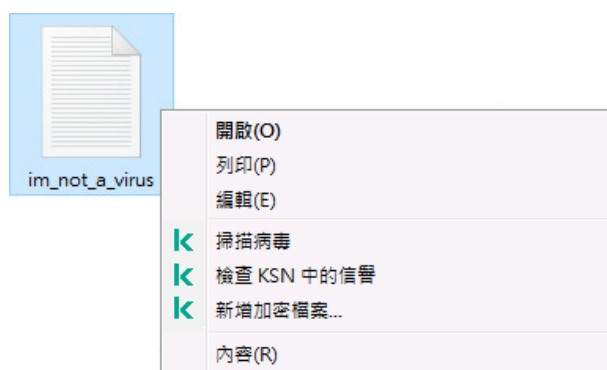 im_not_a_virus
開啟(O)
列印(P)
編輯(E)
掃描病毒
檢查 KSN 中的信譽
新增加密檔案...
內容(R)